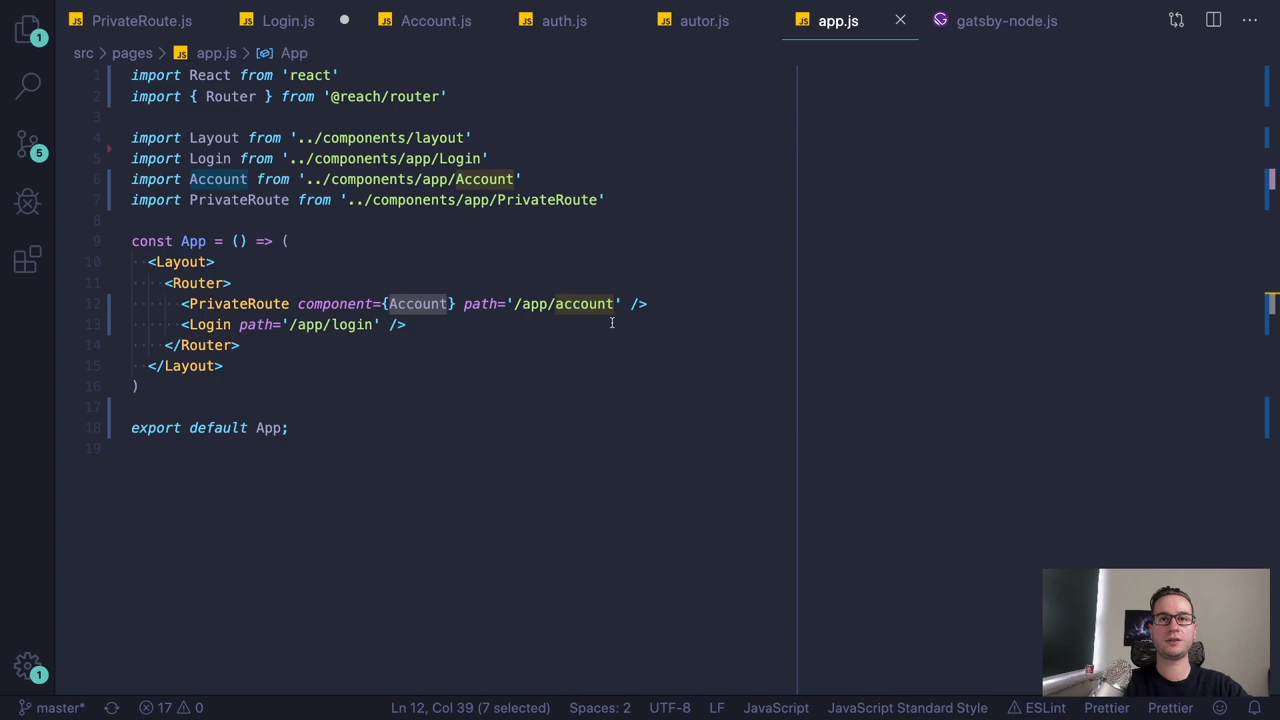 PrivateRoute.js
Login.js
Account.js
auth.js
autor.js
app.js
gatsby-node.js
src > pages > app.js > App
1 import React from 'react'
2 import { Router } from '@reach/router'
3
4 import Layout from '../components/layout'
5 import Login from '../components/app/Login'
6 import Account from '../components/app/Account'
7 import PrivateRoute from '../components/app/PrivateRoute'
8
9 const App = () => (
10 <Layout>
11 <Router>
12 <PrivateRoute component={Account} path='/app/account' />
13 <Login path='/app/login' />
14 </Router>
15 </Layout>
16 )
17
18 export default App;
19
1
5
1
master*
17 0
Ln 12, Col 39 (7 selected)
Spaces: 2
UTF-8
LF
JavaScript
JavaScript Standard Style
ESLint
Prettier
Prettier